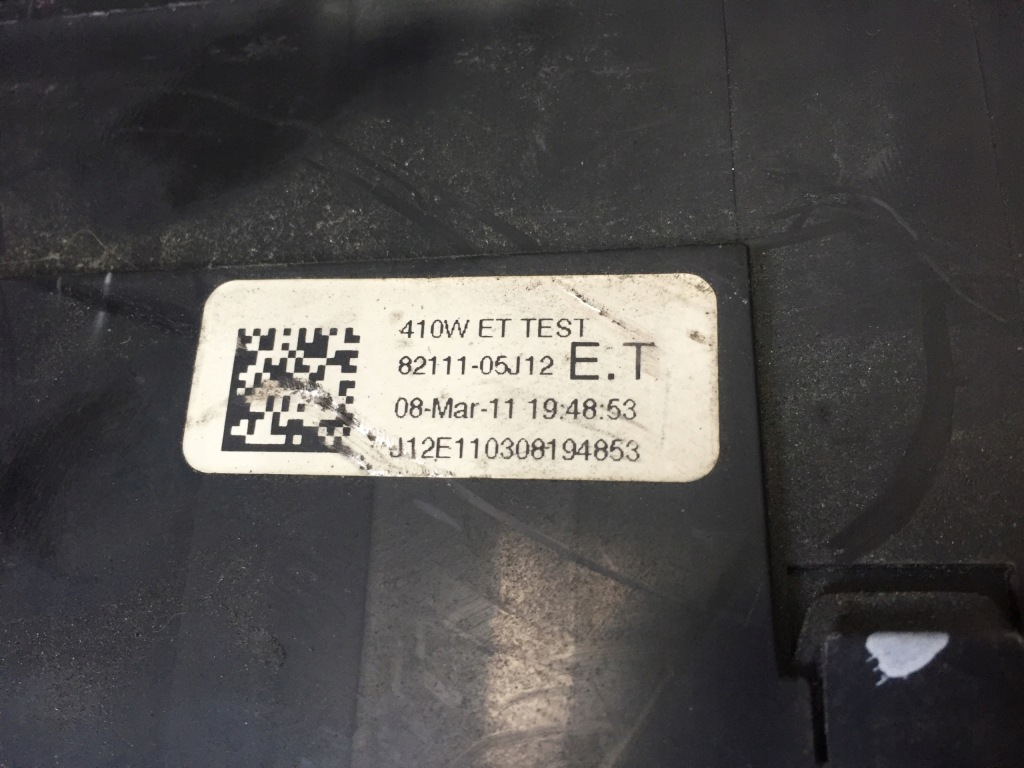 410W ET TEST
82111-05J12 E.T
08-Mar-11 19:48:53
J12E110308194853